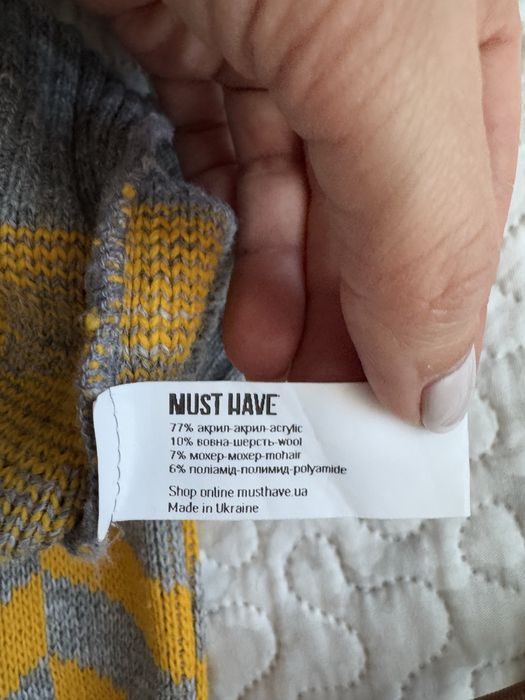 MUST HAVE
77% акрил-акрил-acrylic
10% вовна-шерсть-wool
7% мохер-мохер-mohair
6% поліамід-полимид-polyamide
Shop online musthave.ua
Made in Ukraine